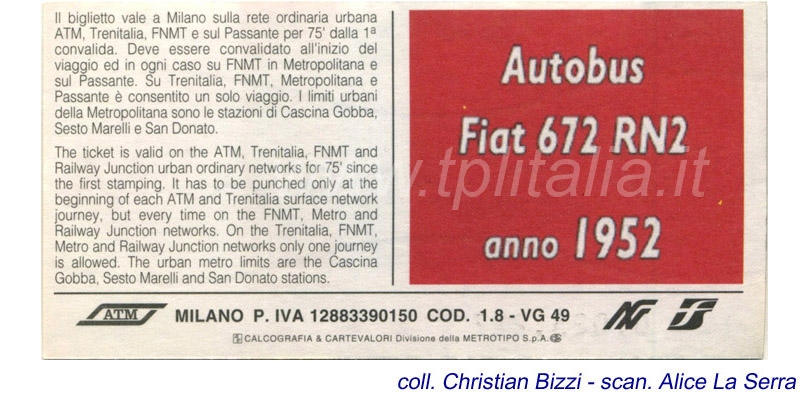 Il biglietto vale a Milano sulla rete ordinaria urbana
ATM, Trenitalia, FNMT e sul Passante per 75' dalla 1ª
convalida. Deve essere convalidato all'inizio del
viaggio ed in ogni caso su FNMT in Metropolitana e
sul Passante. Su Trenitalia, FNMT, Metropolitana e
Passante è consentito un solo viaggio. I limiti urbani
della Metropolitana sono le stazioni di Cascina Gobba,
Sesto Marelli e San Donato.
The ticket is valid on the ATM, Trenitalia, FNMT and
Railway Junction urban ordinary networks for 75' since
the first stamping. It has to be punched only at the
beginning of each ATM and Trenitalia surface network
journey, but every time on the FNMT, Metro and
Railway Junction networks. On the Trenitalia, FNMT,
Metro and Railway Junction networks only one journey
is allowed. The urban metro limits are the Cascina
Gobba, Sesto Marelli and San Donato stations.
Autobus
Fiat 672 RN2
anno 1952
www.tplitalia.it
ATM MILANO P. IVA 12883390150 COD. 1.8 - VG 49
CALCOGRAFIA & CARTEVALORI Divisione della METROTIPO S.p.A.
coll. Christian Bizzi - scan. Alice La Serra